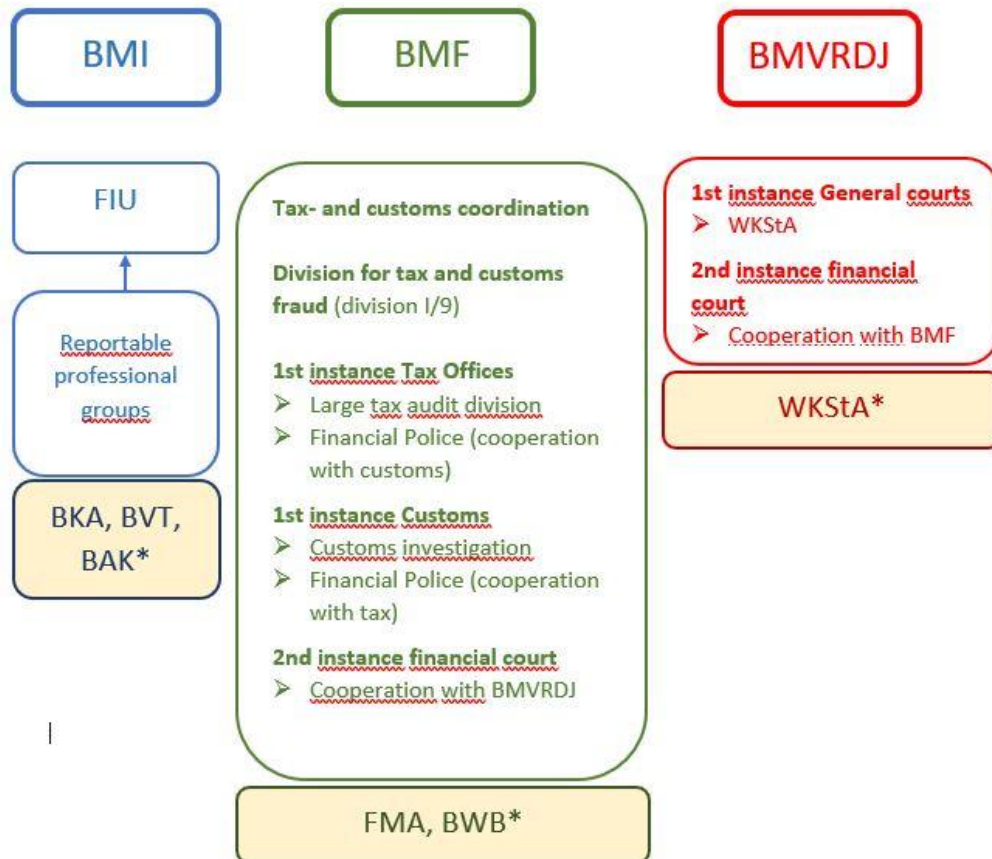 BMI
BMF
BMVRDJ
FIU
Reportable
professional
groups
BKA, BVT,
BAK*
Tax- and customs coordination
Division for tax and customs
fraud (division I/9)
1st instance Tax Offices
➢ Large tax audit division
➢ Financial Police (cooperation
with customs)
1st instance Customs
➢ Customs investigation
➢ Financial Police (cooperation
with tax)
2nd instance financial court
➢ Cooperation with BMVRDJ
FMA, BWB*
1st instance General courts
➢ WKStA
2nd instance financial
court
➢ Cooperation with BMF
WKStA*